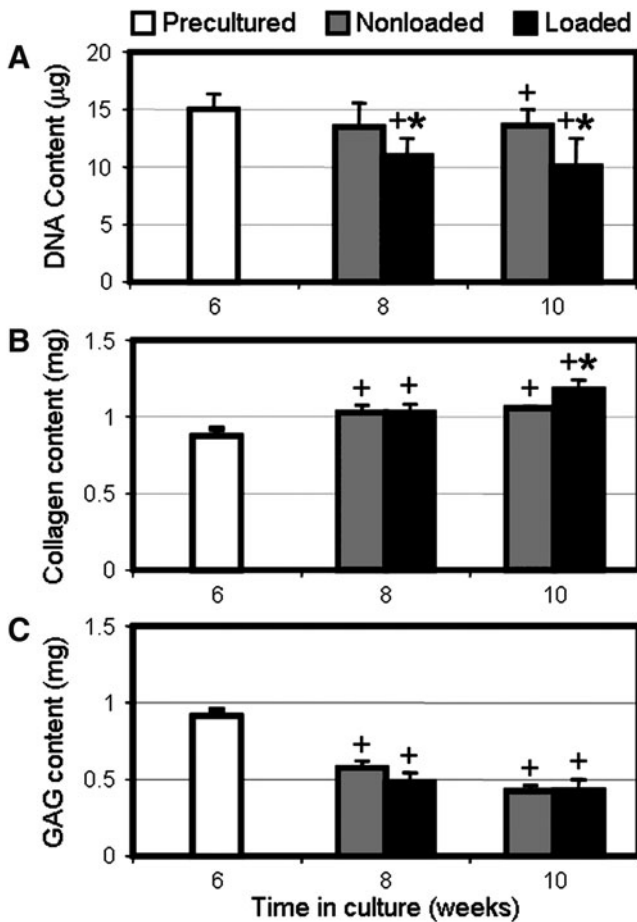 Precultured Nonloaded Loaded
A
DNA Content (µg)
20
15
10
5
0
+* + +*
6 8 10
B
Collagen content (mg)
1.5
1
0.5
0
+ + + +*
6 8 10
C
GAG content (mg)
1.5
1
0.5
0
+ + + +
6 8 10
Time in culture (weeks)